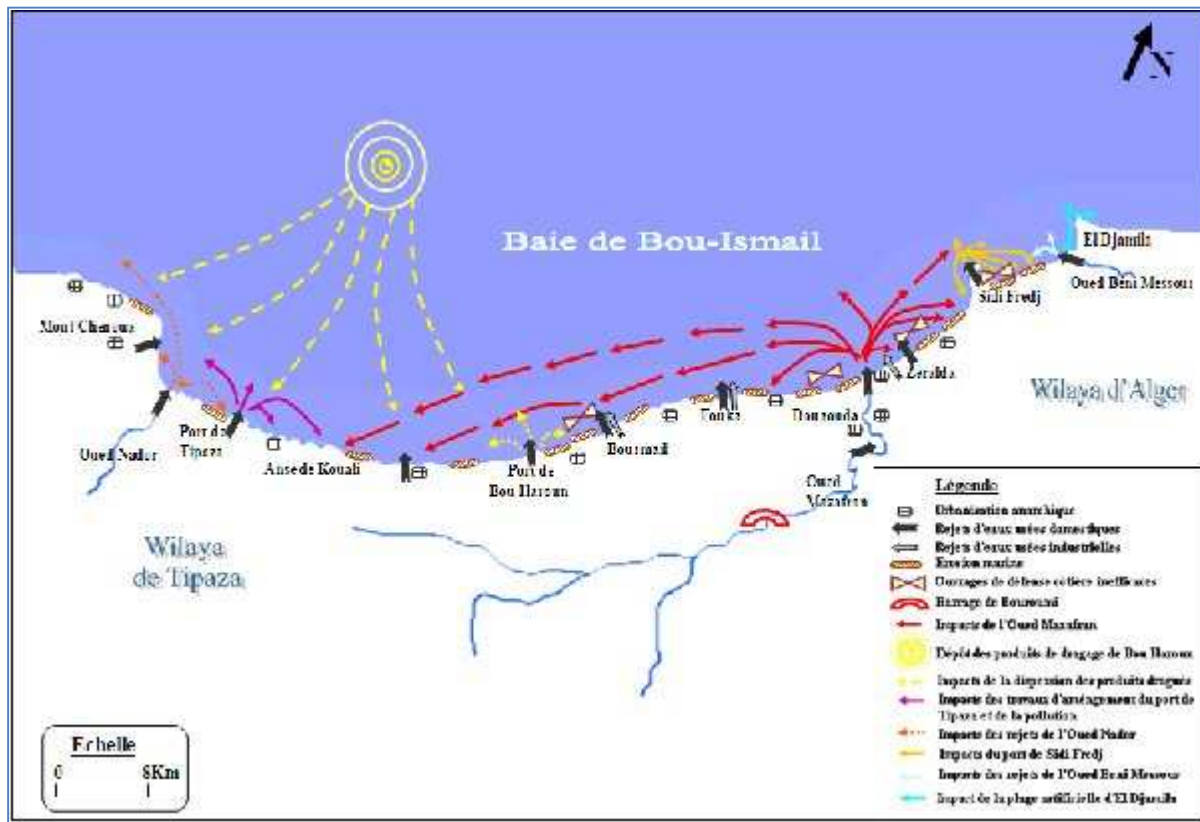 N
Baie de Bou-Ismail
El Djamila
Oued Béni Messous
Sidi Fredj
Zeralda
Wilaya d'Alger
Mont Chenoua
Oued Nador
Port de
Tipaza
Anse de Kouali
Port de
Bou Haroun
Bousmail
Fouka
Douaouda
Oued
Mazafran
Wilaya
de Tipaza
Légende
Urbanisation anarchique
Rejets d'eaux usées domestiques
Rejets d'eaux usées industrielles
Erosion marine
Ouvrages de défense côtière inefficaces
Barrage de Bouroumi
Impacts de l'Oued Mazafran
Dépôt des produits de dragage de Bou Haroun
Impacts de la dispersion des produits dragués
Impacts des travaux d'aménagement du port de
Tipaza et de la pollution
Impacts des rejets de l'Oued Nador
Impacts du port de Sidi Fredj
Impacts des rejets de l'Oued Beni Messous
Impact de la plage artificielle d'El Djamila
Echelle
0 8Km